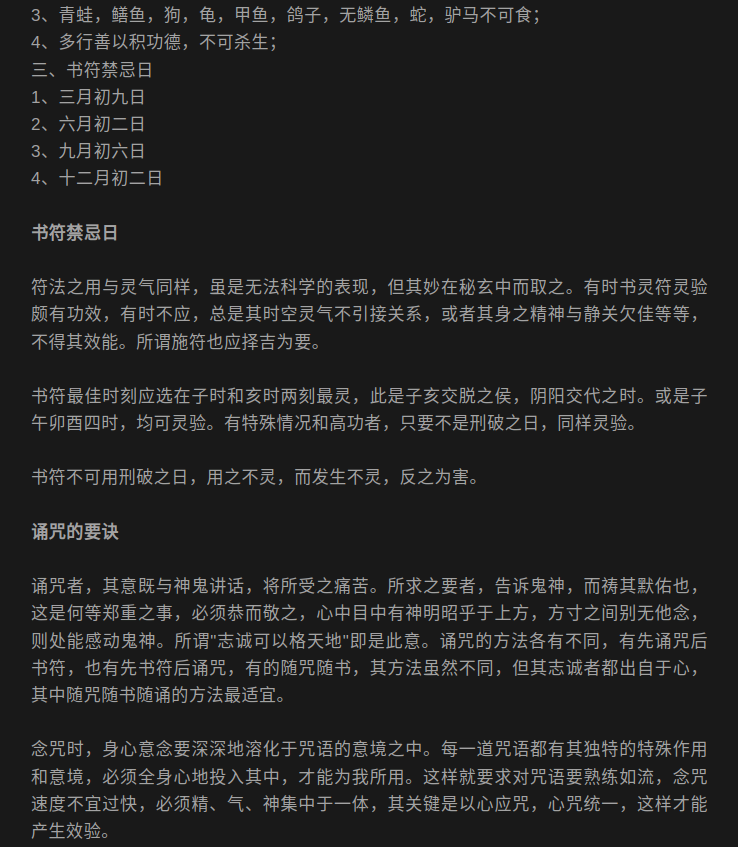 3、青蛙，鳝鱼，狗，龟，甲鱼，鸽子，无鳞鱼，蛇，驴马不可食；
4、多行善以积功德，不可杀生；
三、书符禁忌日
1、三月初九日
2、六月初二日
3、九月初六日
4、十二月初二日
书符禁忌日
符法之用与灵气同样，虽是无法科学的表现，但其妙在秘玄中而取之。有时书灵符灵验
颇有功效，有时不应，总是其时空灵气不引接关系，或者其身之精神与静关欠佳等等，
不得其效能。所谓施符也应择吉为要。
书符最佳时刻应选在子时和亥时两刻最灵，此是子亥交脱之侯，阴阳交代之时。或是子
午卯酉四时，均可灵验。有特殊情况和高功者，只要不是刑破之日，同样灵验。
书符不可用刑破之日，用之不灵，而发生不灵，反之为害。
诵咒的要诀
诵咒者，其意既与神鬼讲话，将所受之痛苦。所求之要者，告诉鬼神，而祷其默佑也，
这是何等郑重之事，必须恭而敬之，心中目中有神明昭乎于上方，方寸之间别无他念，
则处能感动鬼神。所谓"志诚可以格天地"即是此意。诵咒的方法各有不同，有先诵咒后
书符，也有先书符后诵咒，有的随咒随书，其方法虽然不同，但其志诚者都出自于心，
其中随咒随书随诵的方法最适宜。
念咒时，身心意念要深深地溶化于咒语的意境之中。每一道咒语都有其独特的特殊作用
和意境，必须全身心地投入其中，才能为我所用。这样就要求对咒语要熟练如流，念咒
速度不宜过快，必须精、气、神集中于一体，其关键是以心应咒，心咒统一，这样才能
产生效验。